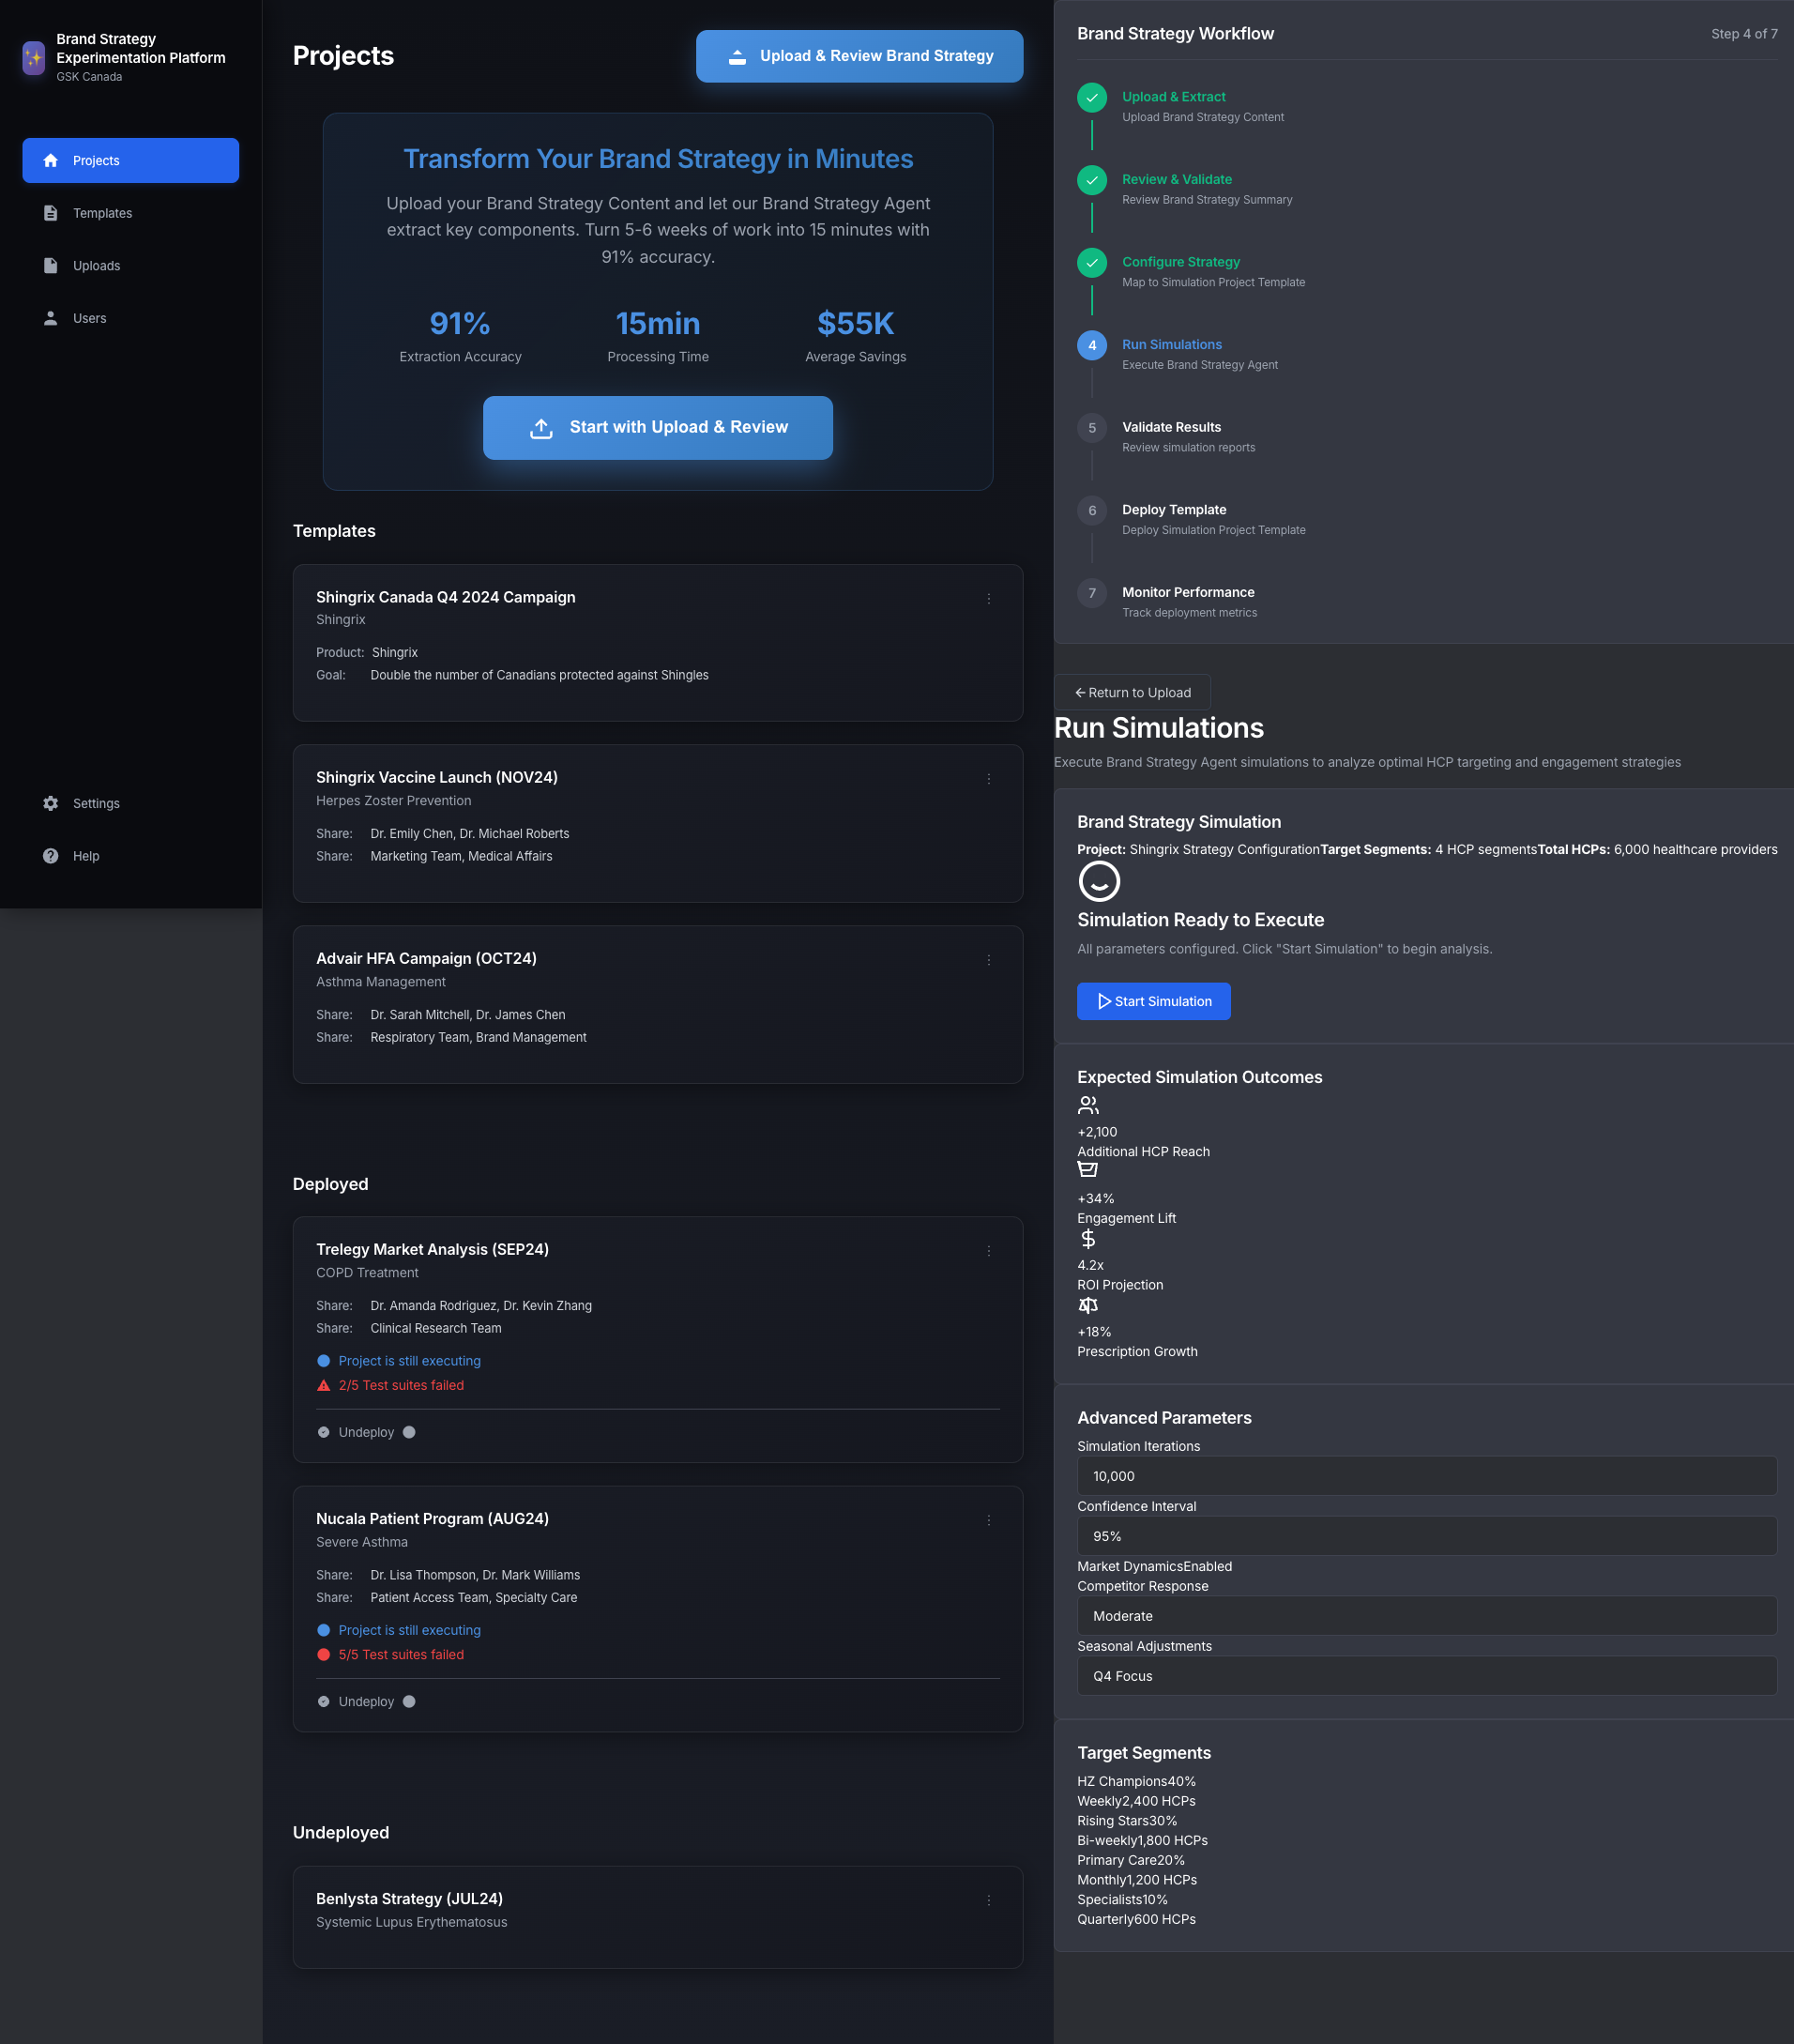 Brand Strategy
Experimentation Platform
GSK Canada
Projects
Templates
Uploads
Users
Settings
Help
Projects
Upload & Review Brand Strategy
Transform Your Brand Strategy in Minutes
Upload your Brand Strategy Content and let our Brand Strategy Agent
extract key components. Turn 5-6 weeks of work into 15 minutes with
91% accuracy.
91%
Extraction Accuracy
15min
Processing Time
$55K
Average Savings
Start with Upload & Review
Templates
Shingrix Canada Q4 2024 Campaign
Shingrix
Product: Shingrix
Goal: Double the number of Canadians protected against Shingles
Shingrix Vaccine Launch (NOV24)
Herpes Zoster Prevention
Share: Dr. Emily Chen, Dr. Michael Roberts
Share: Marketing Team, Medical Affairs
Advair HFA Campaign (OCT24)
Asthma Management
Share: Dr. Sarah Mitchell, Dr. James Chen
Share: Respiratory Team, Brand Management
Deployed
Trelegy Market Analysis (SEP24)
COPD Treatment
Share: Dr. Amanda Rodriguez, Dr. Kevin Zhang
Share: Clinical Research Team
Project is still executing
2/5 Test suites failed
Undeploy
Nucala Patient Program (AUG24)
Severe Asthma
Share: Dr. Lisa Thompson, Dr. Mark Williams
Share: Patient Access Team, Specialty Care
Project is still executing
5/5 Test suites failed
Undeploy
Undeployed
Benlysta Strategy (JUL24)
Systemic Lupus Erythematosus
Brand Strategy Workflow
Step 4 of 7
Upload & Extract
Upload Brand Strategy Content
Review & Validate
Review Brand Strategy Summary
Configure Strategy
Map to Simulation Project Template
4
Run Simulations
Execute Brand Strategy Agent
5
Validate Results
Review simulation reports
6
Deploy Template
Deploy Simulation Project Template
7
Monitor Performance
Track deployment metrics
Return to Upload
Run Simulations
Execute Brand Strategy Agent simulations to analyze optimal HCP targeting and engagement strategies
Brand Strategy Simulation
Project: Shingrix Strategy ConfigurationTarget Segments: 4 HCP segmentsTotal HCPs: 6,000 healthcare providers
Simulation Ready to Execute
All parameters configured. Click "Start Simulation" to begin analysis.
Start Simulation
Expected Simulation Outcomes
+2,100
Additional HCP Reach
+34%
Engagement Lift
4.2x
ROI Projection
+18%
Prescription Growth
Advanced Parameters
Simulation Iterations
10,000
Confidence Interval
95%
Market DynamicsEnabled
Competitor Response
Moderate
Seasonal Adjustments
Q4 Focus
Target Segments
HZ Champions40%
Weekly2,400 HCPs
Rising Stars30%
Bi-weekly1,800 HCPs
Primary Care20%
Monthly1,200 HCPs
Specialists10%
Quarterly600 HCPs